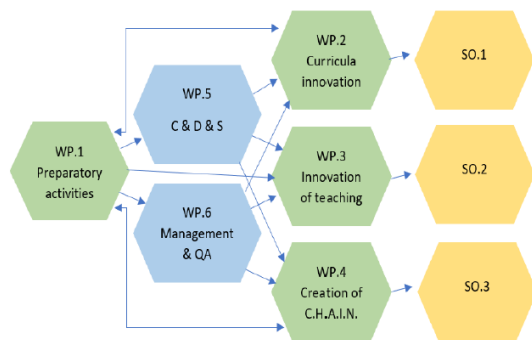 WP.1
Preparatory
activities
WP.5
C & D & S
WP.6
Management
& QA
WP.2
Curricula
innovation
WP.3
Innovation
of teaching
WP.4
Creation of
C.H.A.I.N.
SO.1
SO.2
SO.3